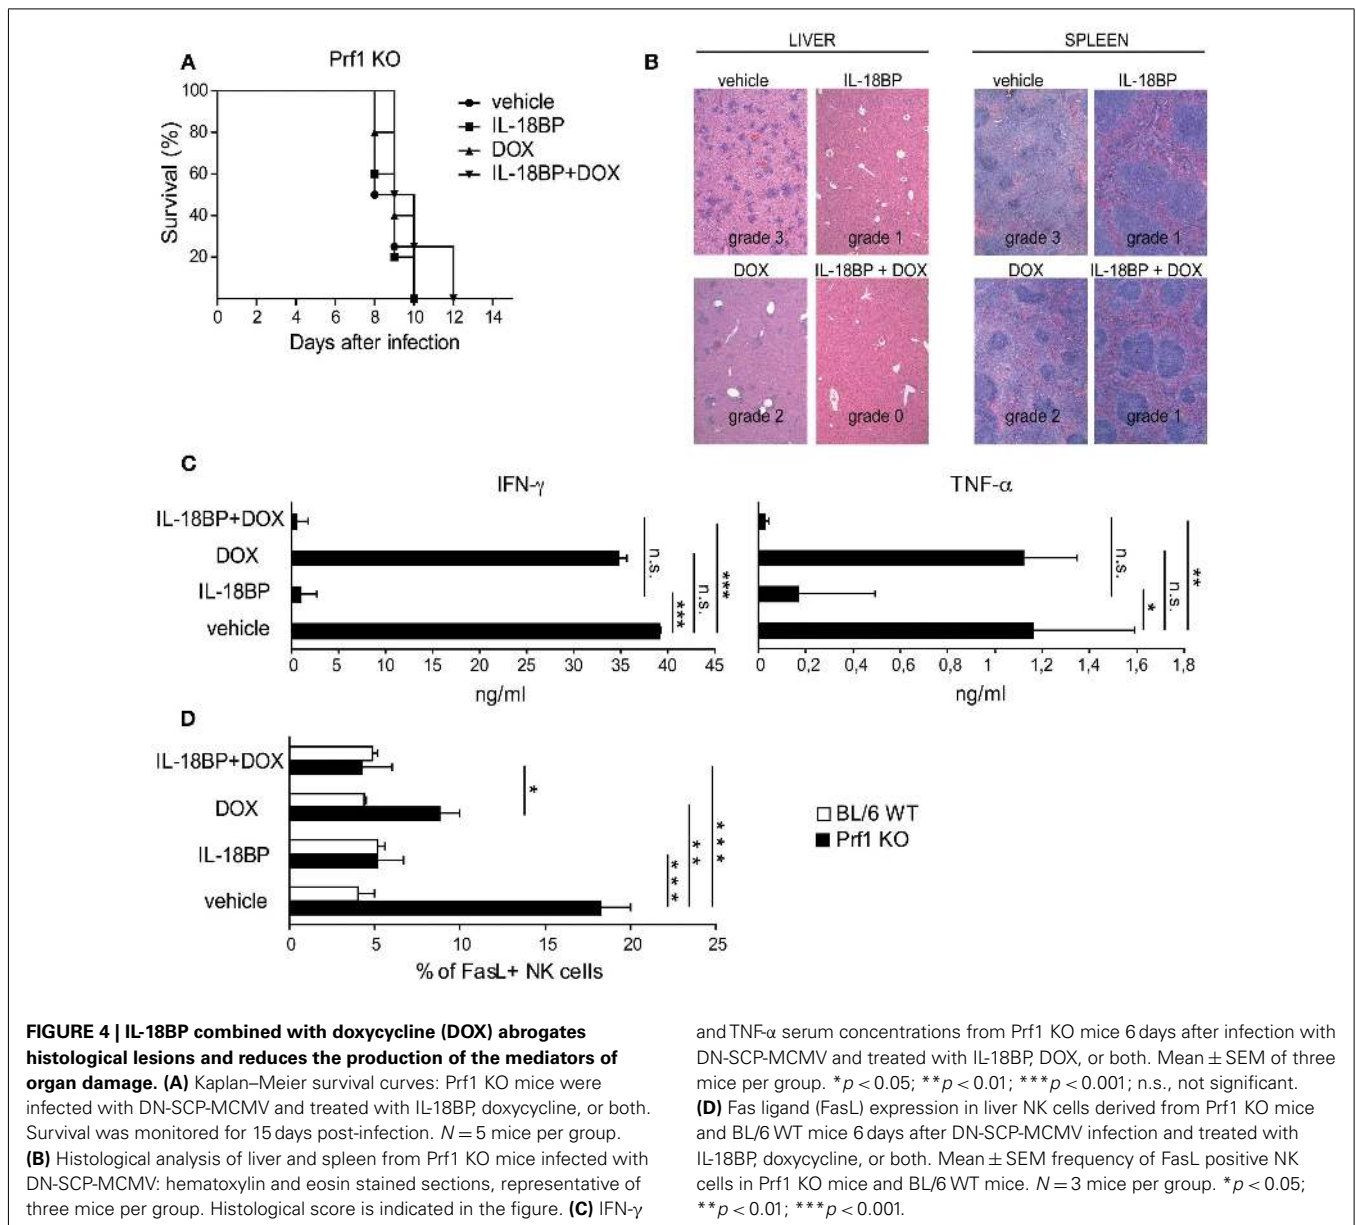 A
Prf1 KO
Survival (%)
100
80
60
40
20
0 2 4 6 8 10 12 14
Days after infection
vehicle
IL-18BP
DOX
IL-18BP+DOX
B
LIVER
SPLEEN
vehicle IL-18BP
vehicle IL-18BP
grade 3 grade 1
grade 3 grade 1
DOX IL-18BP + DOX
DOX IL-18BP + DOX
grade 2 grade 0
grade 2 grade 1
C
IFN-γ
IL-18BP+DOX
DOX
IL-18BP
vehicle
0 5 10 15 20 25 30 35 40 45
ng/ml
n.s.
***
n.s.
***
TNF-α
0 0,2 0,4 0,6 0,8 1 1,2 1,4 1,6 1,8
ng/ml
n.s.
*
n.s.
**
D
IL-18BP+DOX
DOX
IL-18BP
vehicle
0 5 10 15 20 25
% of FasL+ NK cells
*
***
**
***
BL/6 WT
Prf1 KO
FIGURE 4 | IL-18BP combined with doxycycline (DOX) abrogates
histological lesions and reduces the production of the mediators of
organ damage. (A) Kaplan–Meier survival curves: Prf1 KO mice were
infected with DN-SCP-MCMV and treated with IL-18BP, doxycycline, or both.
Survival was monitored for 15 days post-infection. N = 5 mice per group.
(B) Histological analysis of liver and spleen from Prf1 KO mice infected with
DN-SCP-MCMV: hematoxylin and eosin stained sections, representative of
three mice per group. Histological score is indicated in the figure. (C) IFN-γ
and TNF-α serum concentrations from Prf1 KO mice 6 days after infection with
DN-SCP-MCMV and treated with IL-18BP, DOX, or both. Mean ± SEM of three
mice per group. *p < 0.05; **p < 0.01; ***p < 0.001; n.s., not significant.
(D) Fas ligand (FasL) expression in liver NK cells derived from Prf1 KO mice
and BL/6 WT mice 6 days after DN-SCP-MCMV infection and treated with
IL-18BP, doxycycline, or both. Mean ± SEM frequency of FasL positive NK
cells in Prf1 KO mice and BL/6 WT mice. N = 3 mice per group. *p < 0.05;
**p < 0.01; ***p < 0.001.